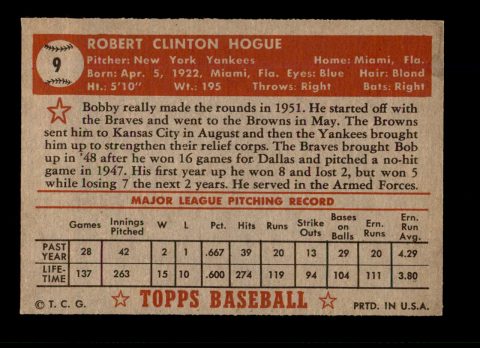 9
ROBERT CLINTON HOGUE
Pitcher: New York Yankees Home: Miami, Fla.
Born: Apr. 5, 1922, Miami, Fla. Eyes: Blue Hair: Blond
Ht.: 5'10" Wt.: 195 Throws: Right Bats: Right
Bobby really made the rounds in 1951. He started off with
the Braves and went to the Browns in May. The Browns
sent him to Kansas City in August and then the Yankees brought
him up to strengthen their relief corps. The Braves brought Bob
up in '48 after he won 16 games for Dallas and pitched a no-hit
game in 1947. His first year up he won 8 and lost 2, but won 5
while losing 7 the next 2 years. He served in the Armed Forces.
MAJOR LEAGUE PITCHING RECORD
Games Innings Pitched W L Pct. Hits Runs Strike Outs Bases on Balls Ern. Runs Ern. Run Avg.
PAST YEAR 28 42 2 1 .667 39 20 13 29 20 4.29
LIFE-TIME 137 263 15 10 .600 274 119 94 104 111 3.80
© T. C. G. TOPPS BASEBALL PRTD. IN U.S.A.